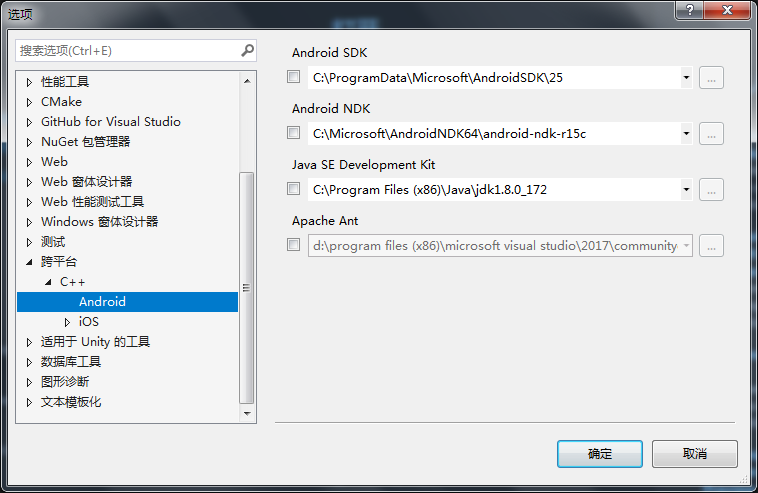 选项
搜索选项(Ctrl+E)
性能工具
CMake
GitHub for Visual Studio
NuGet 包管理器
Web
Web 窗体设计器
Web 性能测试工具
Windows 窗体设计器
测试
跨平台
C++
Android
iOS
适用于 Unity 的工具
数据库工具
图形诊断
文本模板化
Android SDK
C:\ProgramData\Microsoft\AndroidSDK\25
...
Android NDK
C:\Microsoft\AndroidNDK64\android-ndk-r15c
...
Java SE Development Kit
C:\Program Files (x86)\Java\jdk1.8.0_172
...
Apache Ant
d:\program files (x86)\microsoft visual studio\2017\community
...
确定
取消